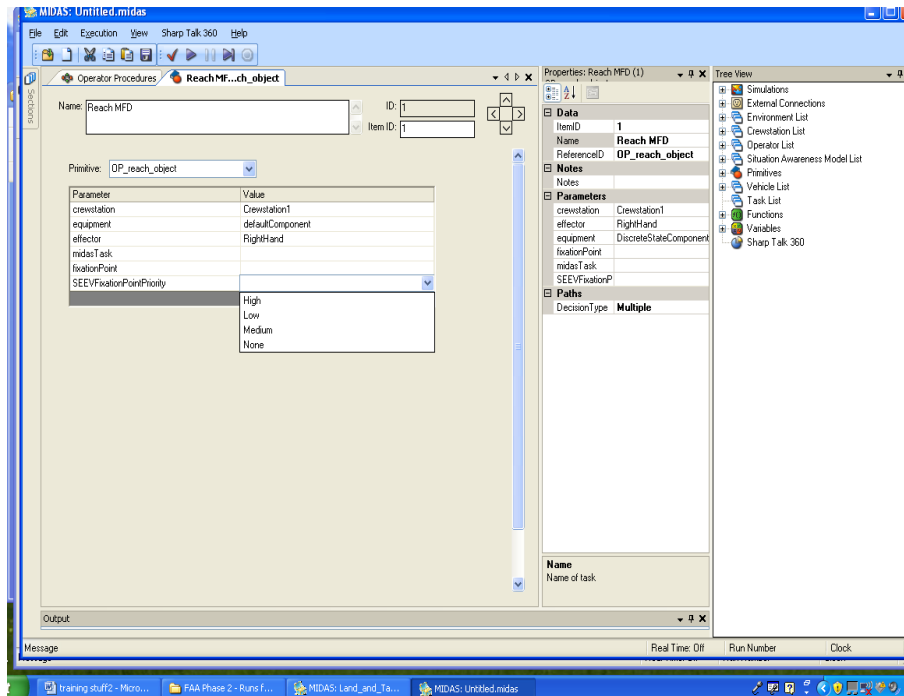 MIDAS: Untitled.midas
File Edit Execution View Sharp Talk 360 Help
Sections
Operator Procedures
Reach MF...ch_object
Name: Reach MFD
ID: 1
Item ID: 1
Primitive: OP_reach_object
Parameter Value
crewstation Crewstation1
equipment defaultComponent
effector RightHand
midasTask
fixationPoint
SEEVFixationPointPriority
High
Low
Medium
None
Properties: Reach MFD (1)
Data
ItemID 1
Name Reach MFD
ReferenceID OP_reach_object
Notes
Notes
Parameters
crewstation Crewstation1
effector RightHand
equipment DiscreteStateComponent
fixationPoint
midasTask
SEEVFixationP
Paths
DecisionType Multiple
Name
Name of task
Tree View
Simulations
External Connections
Environment List
Crewstation List
Operator List
Situation Awareness Model List
Primitives
Vehicle List
Task List
Functions
Variables
Sharp Talk 360
Output
Message Real Time: Off Run Number Clock
training stuff2 - Micro... FAA Phase 2 - Runs f... MIDAS: Land_and_Ta... MIDAS: Untitled.midas